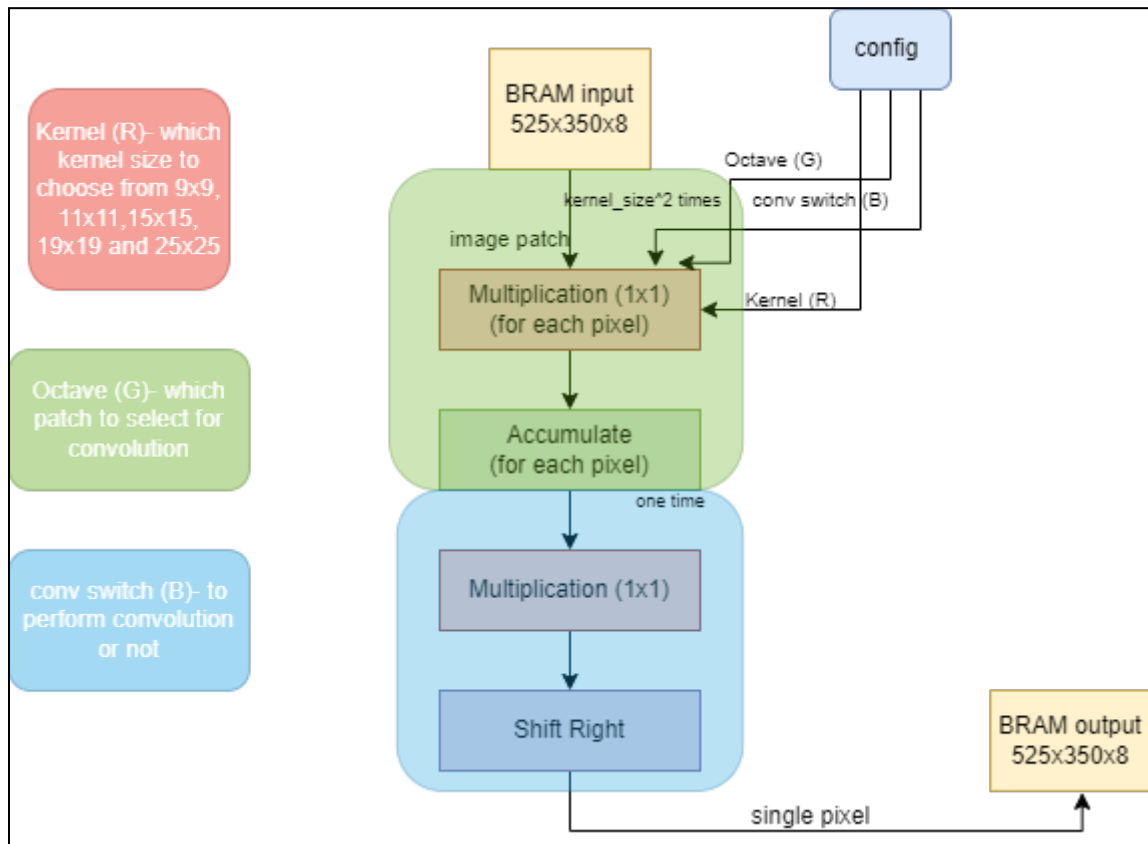 config
BRAM input
525x350x8
Kernel (R)- which
kernel size to
choose from 9x9,
11x11,15x15,
19x19 and 25x25
Octave (G)
kernel_size^2 times
conv switch (B)
image patch
Multiplication (1x1)
(for each pixel)
Kernel (R)
Octave (G)- which
patch to select for
convolution
Accumulate
(for each pixel)
one time
conv switch (B)- to
perform convolution
or not
Multiplication (1x1)
Shift Right
BRAM output
525x350x8
single pixel